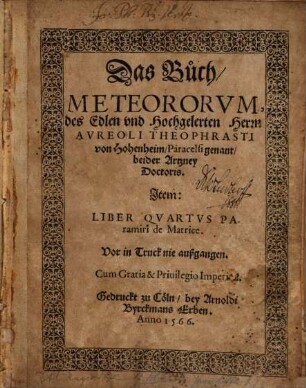 Das Bůch/
METEORORVM,
des Edlen vnd Hochgelerten Herrn
AVREOLI THEOPHRASTI
von Hohenheim/Paracelsi genant/
beider Artzney
Doctoris.
Item:
LIBER QVARTVS PA-
ramiri de Matrice.
Vor in Truck nie außgangen.
Cum Gratia & Priuilegio Imperial.
Gedruckt zu Cöln/ bey Arnoldi
Byrckmans Erben.
Anno 1566.